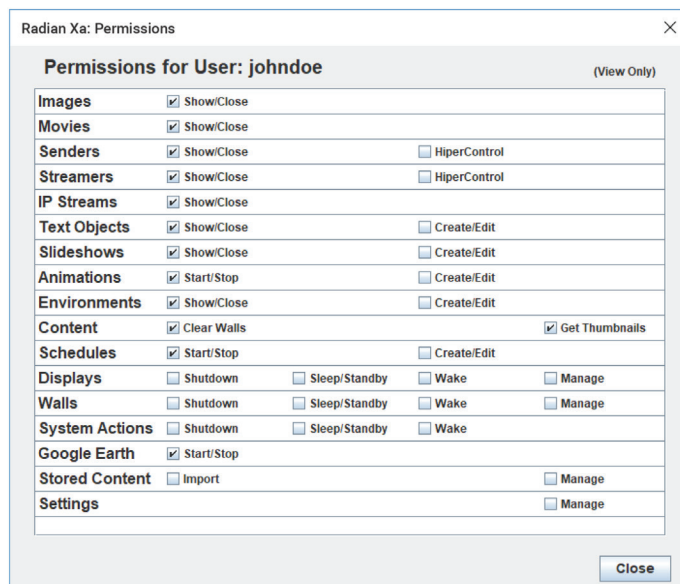 Radian Xa: Permissions
Permissions for User: johndoe (View Only)
Images Show/Close
Movies Show/Close
Senders Show/Close HiperControl
Streamers Show/Close HiperControl
IP Streams Show/Close
Text Objects Show/Close Create/Edit
Slideshows Show/Close Create/Edit
Animations Start/Stop Create/Edit
Environments Show/Close Create/Edit
Content Clear Walls Get Thumbnails
Schedules Start/Stop Create/Edit
Displays Shutdown Sleep/Standby Wake Manage
Walls Shutdown Sleep/Standby Wake Manage
System Actions Shutdown Sleep/Standby Wake
Google Earth Start/Stop
Stored Content Import Manage
Settings Manage
Close